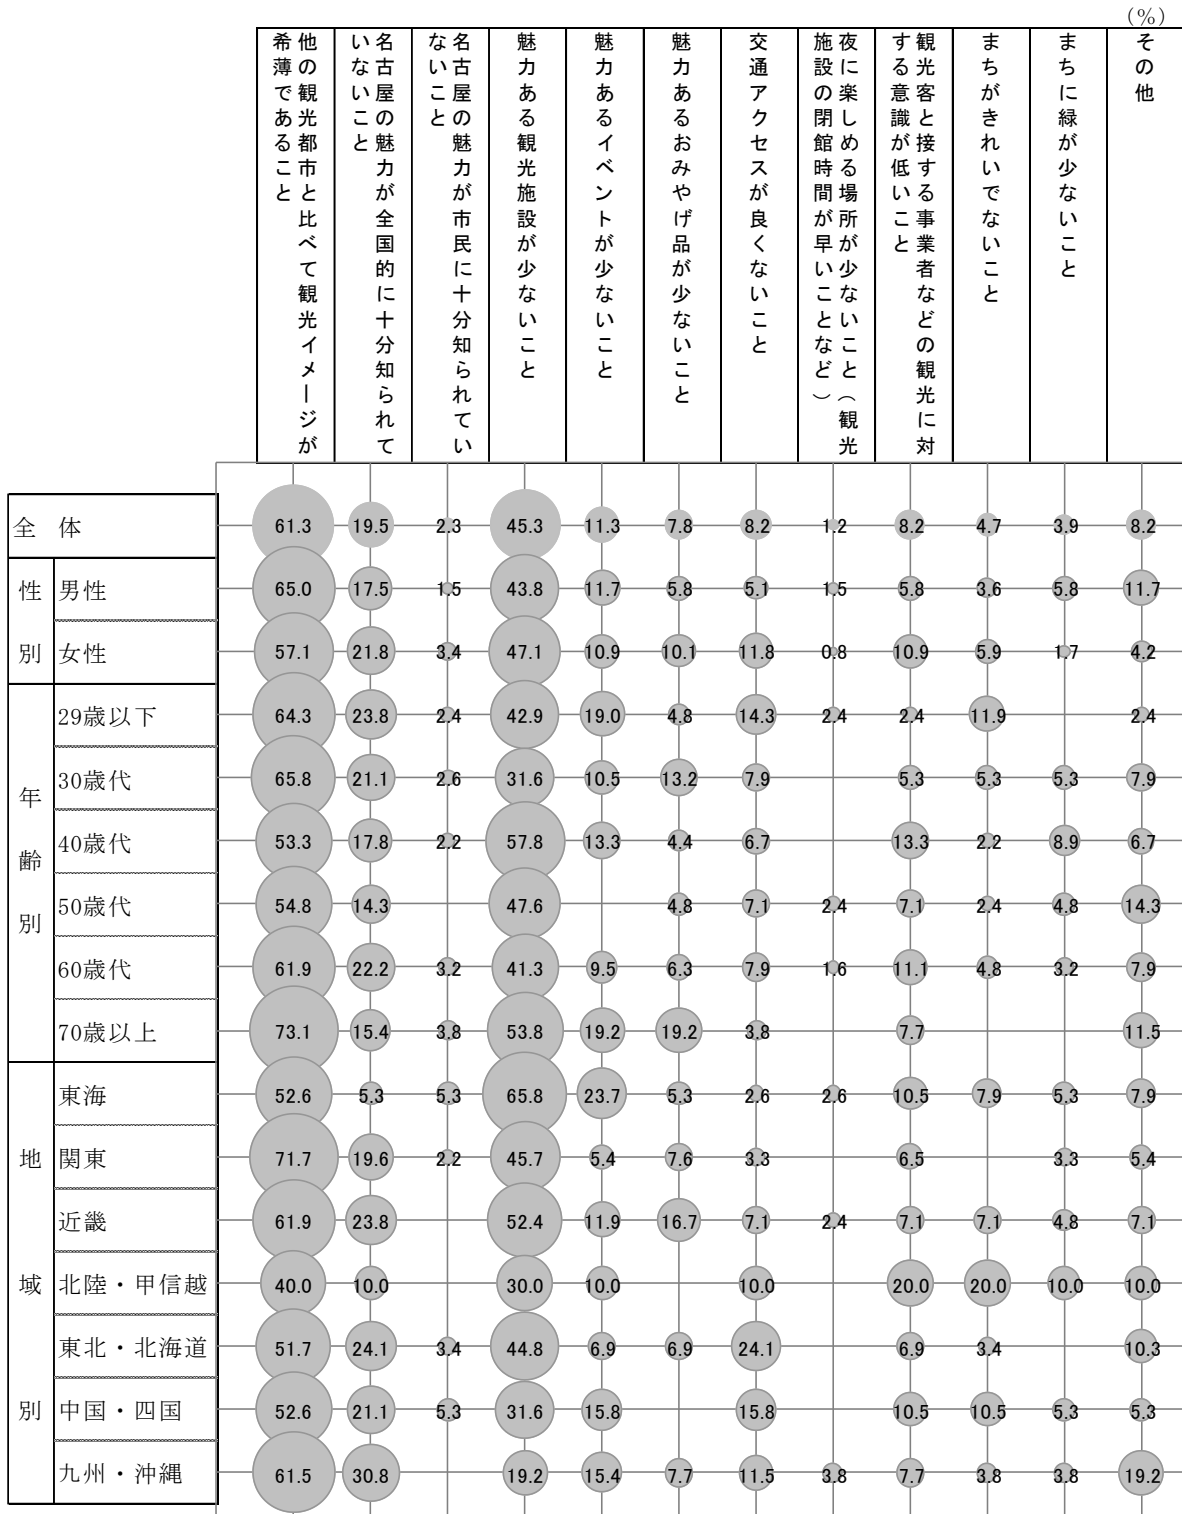 (%)
他の観光都市と比べて観光イメージが
希薄であること
名古屋の魅力が全国的に十分知られて
いないこと
名古屋の魅力が市民に十分知られてい
ないこと
魅力ある観光施設が少ないこと
魅力あるイベントが少ないこと
魅力あるおみやげ品が少ないこと
交通アクセスが良くないこと
夜に楽しめる場所が少ないこと（観光
施設の閉館時間が早いことなど）
観光客と接する事業者などの観光に対
する意識が低いこと
まちがきれいでないこと
まちに緑が少ないこと
その他
全 体 61.3 19.5 2.3 45.3 11.3 7.8 8.2 1.2 8.2 4.7 3.9 8.2
性別
男性 65.0 17.5 1.5 43.8 11.7 5.8 5.1 1.5 5.8 3.6 5.8 11.7
女性 57.1 21.8 3.4 47.1 10.9 10.1 11.8 0.8 10.9 5.9 1.7 4.2
年齢別
29歳以下 64.3 23.8 2.4 42.9 19.0 4.8 14.3 2.4 2.4 11.9 2.4
30歳代 65.8 21.1 2.6 31.6 10.5 13.2 7.9 5.3 5.3 5.3 7.9
40歳代 53.3 17.8 2.2 57.8 13.3 4.4 6.7 13.3 2.2 8.9 6.7
50歳代 54.8 14.3 47.6 4.8 7.1 2.4 7.1 2.4 4.8 14.3
60歳代 61.9 22.2 3.2 41.3 9.5 6.3 7.9 1.6 11.1 4.8 3.2 7.9
70歳以上 73.1 15.4 3.8 53.8 19.2 19.2 3.8 7.7 11.5
地域別
東海 52.6 5.3 5.3 65.8 23.7 5.3 2.6 2.6 10.5 7.9 5.3 7.9
関東 71.7 19.6 2.2 45.7 5.4 7.6 3.3 6.5 3.3 5.4
近畿 61.9 23.8 52.4 11.9 16.7 7.1 2.4 7.1 7.1 4.8 7.1
北陸・甲信越 40.0 10.0 30.0 10.0 10.0 20.0 20.0 10.0 10.0
東北・北海道 51.7 24.1 3.4 44.8 6.9 6.9 24.1 6.9 3.4 10.3
中国・四国 52.6 21.1 5.3 31.6 15.8 15.8 10.5 10.5 5.3 5.3
九州・沖縄 61.5 30.8 19.2 15.4 7.7 11.5 3.8 7.7 3.8 3.8 19.2